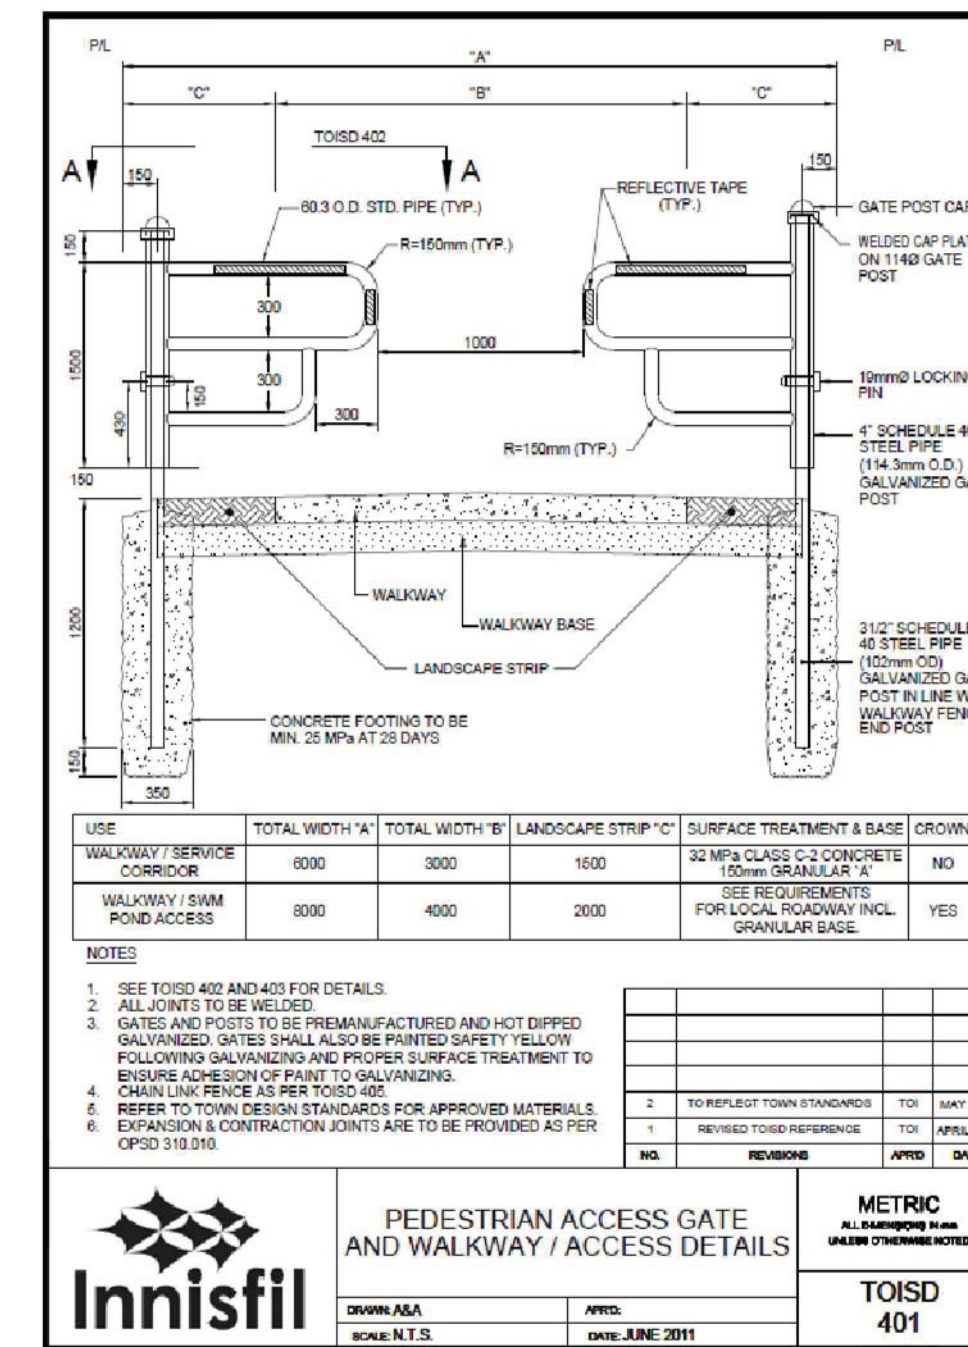 P/L
P/L
"A"
"C"
"B"
"C"
TOISD 402
A
A
150
150
REFLECTIVE TAPE
(TYP.)
60.3 O.D. STD. PIPE (TYP.)
R=150mm (TYP.)
GATE POST CAP
WELDED CAP PLAT
ON 114Ø GATE
POST
150
300
1000
1500
300
150
430
300
19mmØ LOCKING
PIN
R=150mm (TYP.)
4" SCHEDULE 40
STEEL PIPE
(114.3mm O.D.)
GALVANIZED GA
POST
150
WALKWAY
WALKWAY BASE
LANDSCAPE STRIP
1200
31/2" SCHEDULE
40 STEEL PIPE
(102mm OD)
GALVANIZED GA
POST IN LINE W
WALKWAY FENC
END POST
CONCRETE FOOTING TO BE
MIN. 25 MPa AT 28 DAYS
150
350
USE TOTAL WIDTH "A" TOTAL WIDTH "B" LANDSCAPE STRIP "C" SURFACE TREATMENT & BASE CROWN
WALKWAY / SERVICE
CORRIDOR 6000 3000 1500 32 MPa CLASS C-2 CONCRETE
150mm GRANULAR "A" NO
WALKWAY / SWM
POND ACCESS 8000 4000 2000 SEE REQUIREMENTS
FOR LOCAL ROADWAY INCL.
GRANULAR BASE. YES
NOTES
1. SEE TOISD 402 AND 403 FOR DETAILS.
2. ALL JOINTS TO BE WELDED.
3. GATES AND POSTS TO BE PREMANUFACTURED AND HOT DIPPED
GALVANIZED. GATES SHALL ALSO BE PAINTED SAFETY YELLOW
FOLLOWING GALVANIZING AND PROPER SURFACE TREATMENT TO
ENSURE ADHESION OF PAINT TO GALVANIZING.
4. CHAIN LINK FENCE AS PER TOISD 405.
5. REFER TO TOWN DESIGN STANDARDS FOR APPROVED MATERIALS.
6. EXPANSION & CONTRACTION JOINTS ARE TO BE PROVIDED AS PER
OPSD 310.010.
2 TO REFLECT TOWN STANDARDS TOI MAY
1 REVISED TOISD REFERENCE TOI APRIL
NO. REVISIONS APR'D DA
Innisfil
PEDESTRIAN ACCESS GATE
AND WALKWAY / ACCESS DETAILS
DRAWN: A&A APR'D:
SCALE: N.T.S. DATE: JUNE 2011
METRIC
ALL DIMENSIONS IN mm
UNLESS OTHERWISE NOTED
TOISD
401